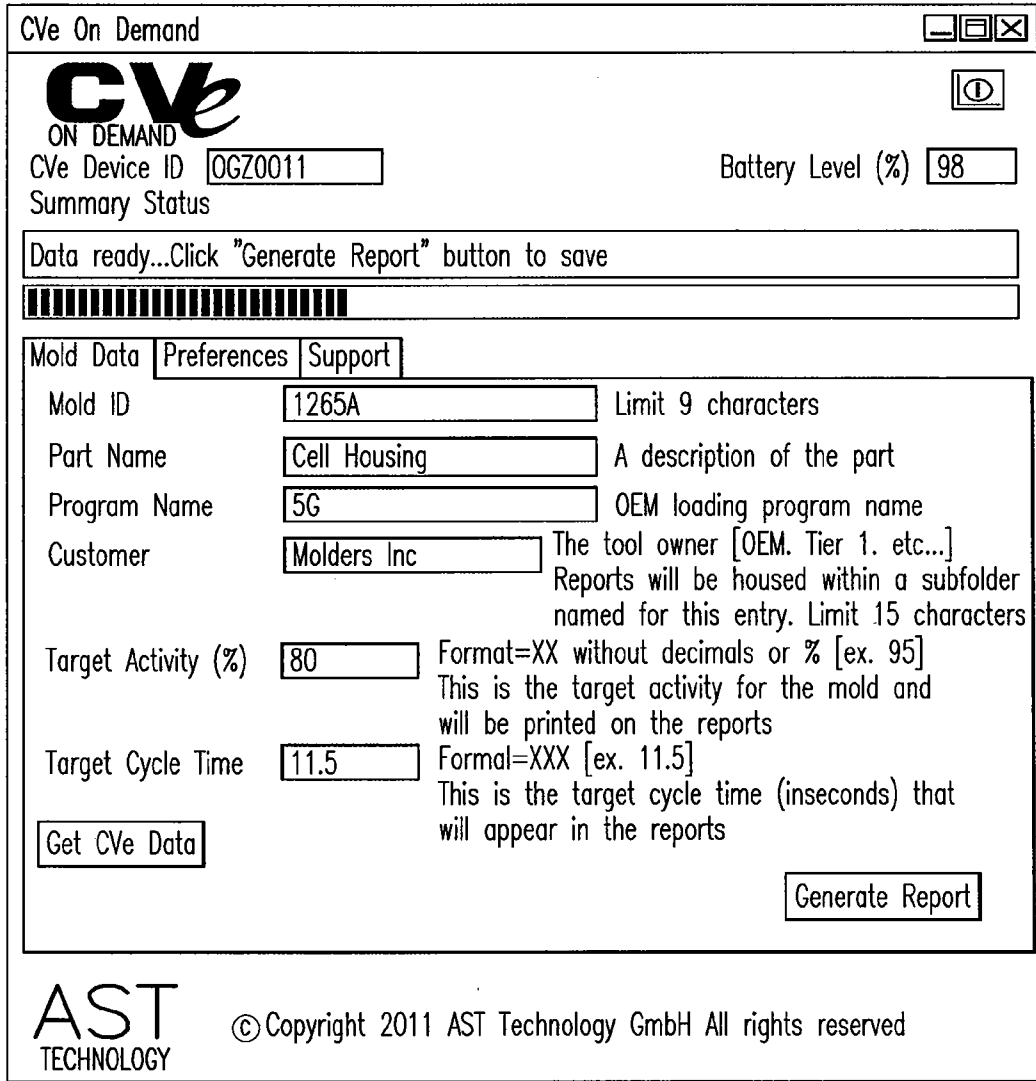 CVe On Demand
CVe
ON DEMAND
CVe Device ID OGZ0011 Battery Level (%) 98
Summary Status
Data ready...Click "Generate Report" button to save
Mold Data Preferences Support
Mold ID 1265A Limit 9 characters
Part Name Cell Housing A description of the part
Program Name 5G OEM loading program name
Customer Molders Inc The tool owner [OEM. Tier 1. etc...]
Reports will be housed within a subfolder
named for this entry. Limit 15 characters
Target Activity (%) 80 Format=XX without decimals or % [ex. 95]
This is the target activity for the mold and
will be printed on the reports
Target Cycle Time 11.5 Formal=XXX [ex. 11.5]
This is the target cycle time (inseconds) that
will appear in the reports
Get CVe Data
Generate Report
AST
TECHNOLOGY
© Copyright 2011 AST Technology GmbH All rights reserved